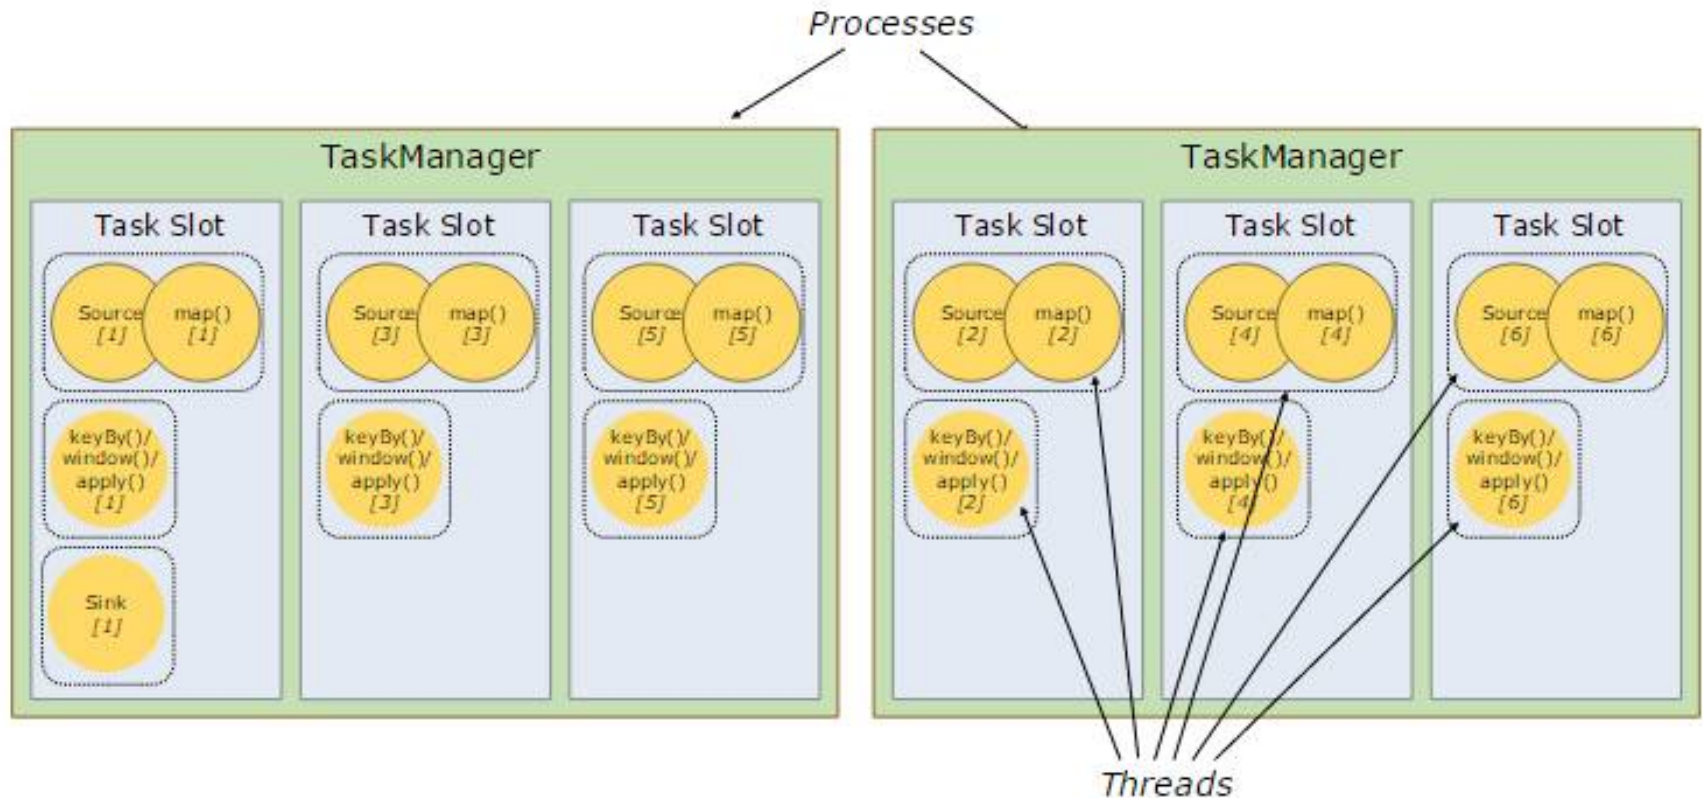 Processes
TaskManager
Task Slot
Source
[1]
map()
[1]
keyBy()/
window()/
apply()
[1]
Sink
[1]
Task Slot
Source
[3]
map()
[3]
keyBy()/
window()/
apply()
[3]
Task Slot
Source
[5]
map()
[5]
keyBy()/
window()/
apply()
[5]
TaskManager
Task Slot
Source
[2]
map()
[2]
keyBy()/
window()/
apply()
[2]
Task Slot
Source
[4]
map()
[4]
keyBy()/
window()/
apply()
[4]
Task Slot
Source
[6]
map()
[6]
keyBy()/
window()/
apply()
[6]
Threads